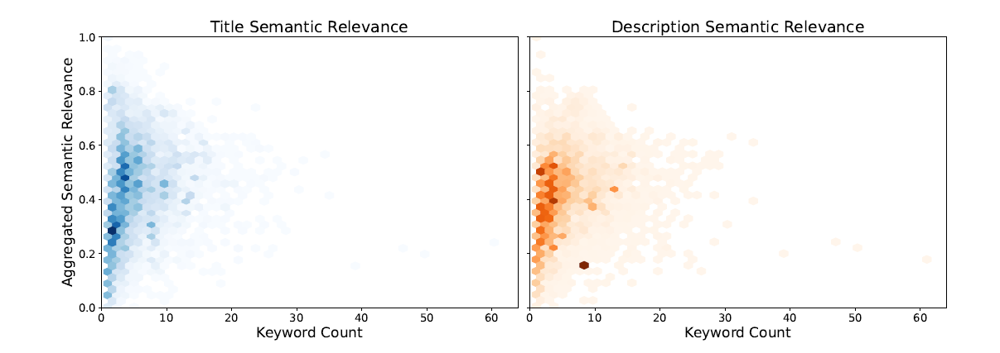 Title Semantic Relevance
Description Semantic Relevance
Aggregated Semantic Relevance
1.0
0.8
0.6
0.4
0.2
0.0
0 10 20 30 40 50 60
0 10 20 30 40 50 60
Keyword Count
Keyword Count